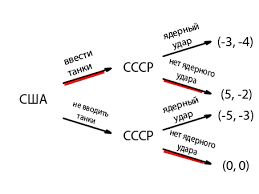 США
ввести
танки
СССР
ядерный
удар
(-3, -4)
нет ядерного
удара
(5, -2)
не вводить
танки
СССР
ядерный
удар
(-5, -3)
нет ядерного
удара
(0, 0)